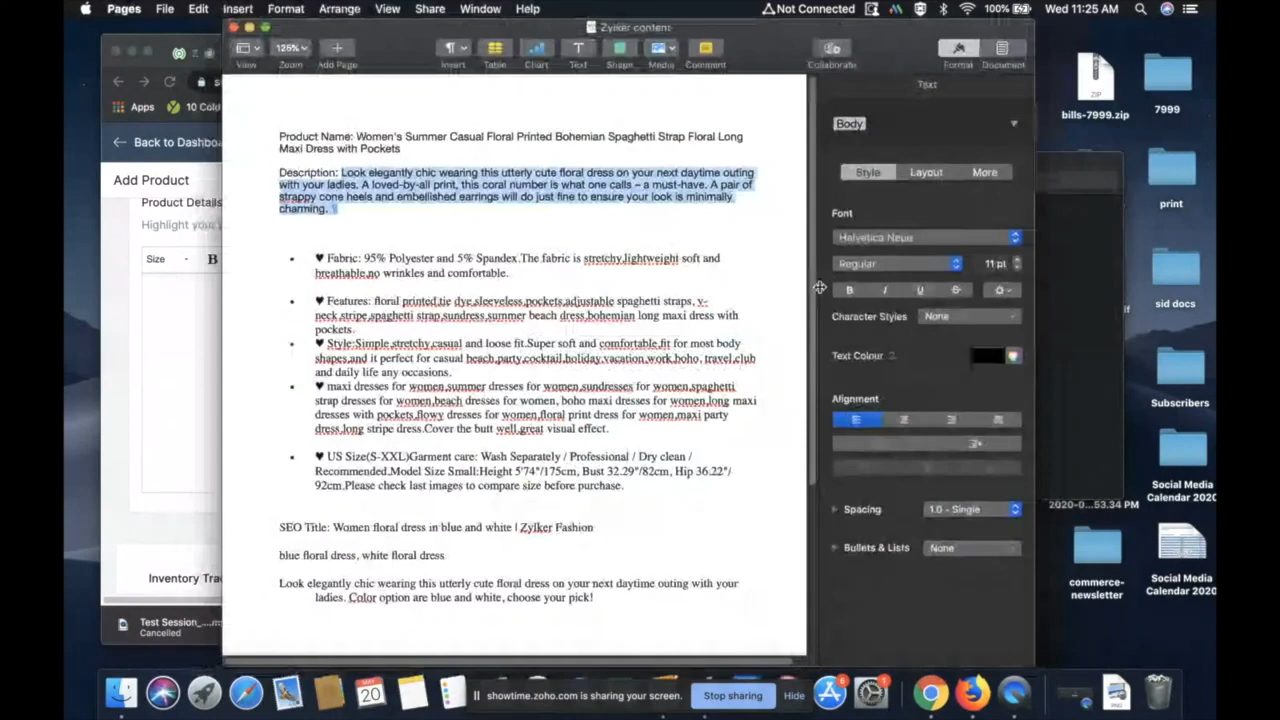 Pages File Edit Insert Format Arrange View Share Window Help
Not Connected 100% Wed 11:25 AM
Zylker content
125%
View Zoom Add Page Insert Table Chart Text Shape Media Comment Collaborate Format Document
Apps 10 Cold
Back to Dashbo
Add Product
Product Details
Highlight your
Size B
Inventory Tra
Test Session_....m
Cancelled
Product Name: Women's Summer Casual Floral Printed Bohemian Spaghetti Strap Floral Long
Maxi Dress with Pockets
Description: Look elegantly chic wearing this utterly cute floral dress on your next daytime outing
with your ladies. A loved-by-all print, this coral number is what one calls – a must-have. A pair of
strappy cone heels and embellished earrings will do just fine to ensure your look is minimally
charming.
• ♥ Fabric: 95% Polyester and 5% Spandex.The fabric is stretchy,lightweight soft and
breathable,no wrinkles and comfortable.
• ♥ Features: floral printed,tie dye,sleeveless,pockets,adjustable spaghetti straps, v-
neck,stripe,spaghetti strap,sundress,summer beach dress,bohemian long maxi dress with
pockets.
• ♥ Style:Simple,stretchy,casual and loose fit.Super soft and comfortable,fit for most body
shapes,and it perfect for casual beach,party,cocktail,holiday,vacation,work,boho, travel,club
and daily life any occasions.
• ♥ maxi dresses for women,summer dresses for women,sundresses for women,spaghetti
strap dresses for women,beach dresses for women, boho maxi dresses for women,long maxi
dresses with pockets,flowy dresses for women,floral print dress for women,maxi party
dress,long stripe dress.Cover the butt well,great visual effect.
• ♥ US Size(S-XXL)Garment care: Wash Separately / Professional / Dry clean /
Recommended.Model Size Small:Height 5'74"/175cm, Bust 32.29"/82cm, Hip 36.22"/
92cm.Please check last images to compare size before purchase.
SEO Title: Women floral dress in blue and white | Zylker Fashion
blue floral dress, white floral dress
Look elegantly chic wearing this utterly cute floral dress on your next daytime outing with your
ladies. Color option are blue and white, choose your pick!
Text
Body
Style Layout More
Font
Helvetica Neue
Regular 11 pt
B I U S
Character Styles None
Text Colour
Alignment
Spacing 1.0 - Single
Bullets & Lists None
bills-7999.zip 7999
print
sid docs
Subscribers
Social Media
Calendar 2020
2020-0...53.34 PM
commerce-
newsletter
Social Media
Calendar 2020
MAY
20
showtime.zoho.com is sharing your screen. Stop sharing Hide